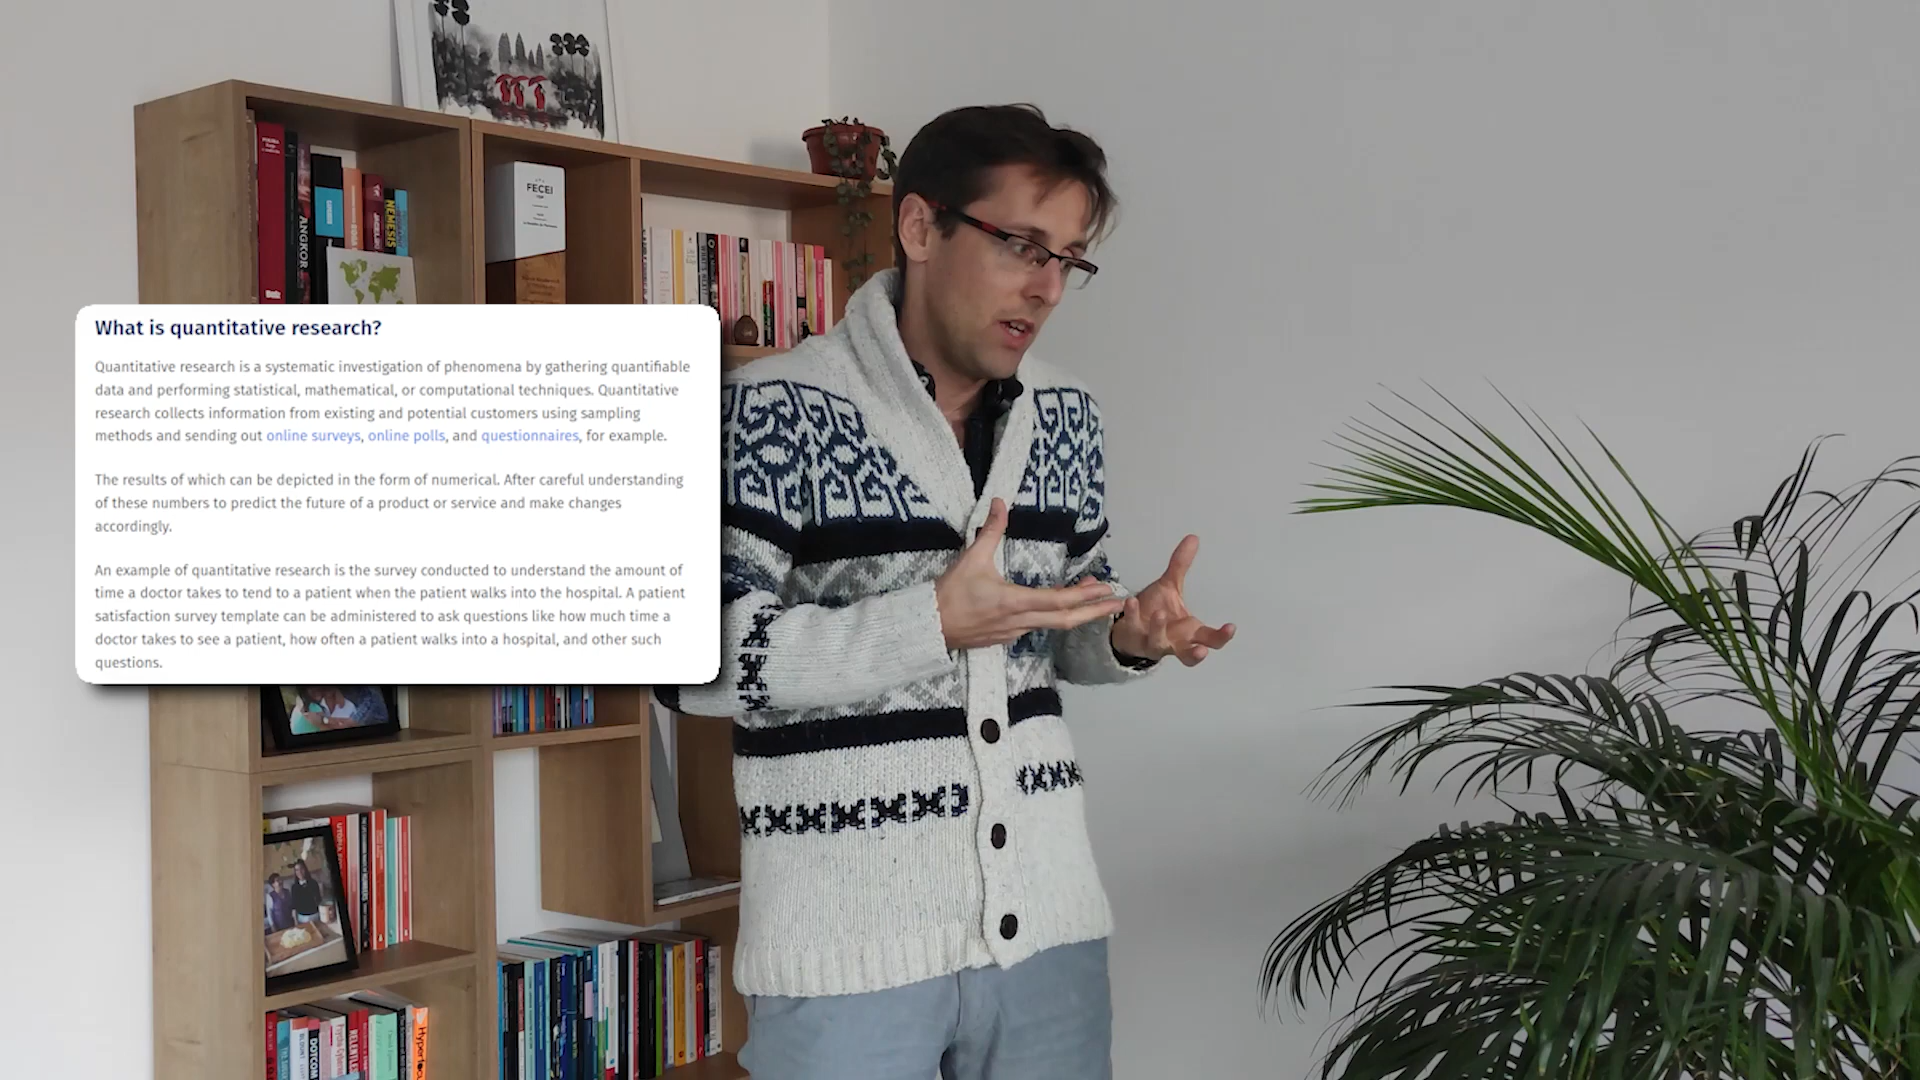 FECEI
ANGKOR
NEMESIS
What is quantitative research?
Quantitative research is a systematic investigation of phenomena by gathering quantifiable
data and performing statistical, mathematical, or computational techniques. Quantitative
research collects information from existing and potential customers using sampling
methods and sending out online surveys, online polls, and questionnaires, for example.
The results of which can be depicted in the form of numerical. After careful understanding
of these numbers to predict the future of a product or service and make changes
accordingly.
An example of quantitative research is the survey conducted to understand the amount of
time a doctor takes to tend to a patient when the patient walks into the hospital. A patient
satisfaction survey template can be administered to ask questions like how much time a
doctor takes to see a patient, how often a patient walks into a hospital, and other such
questions.